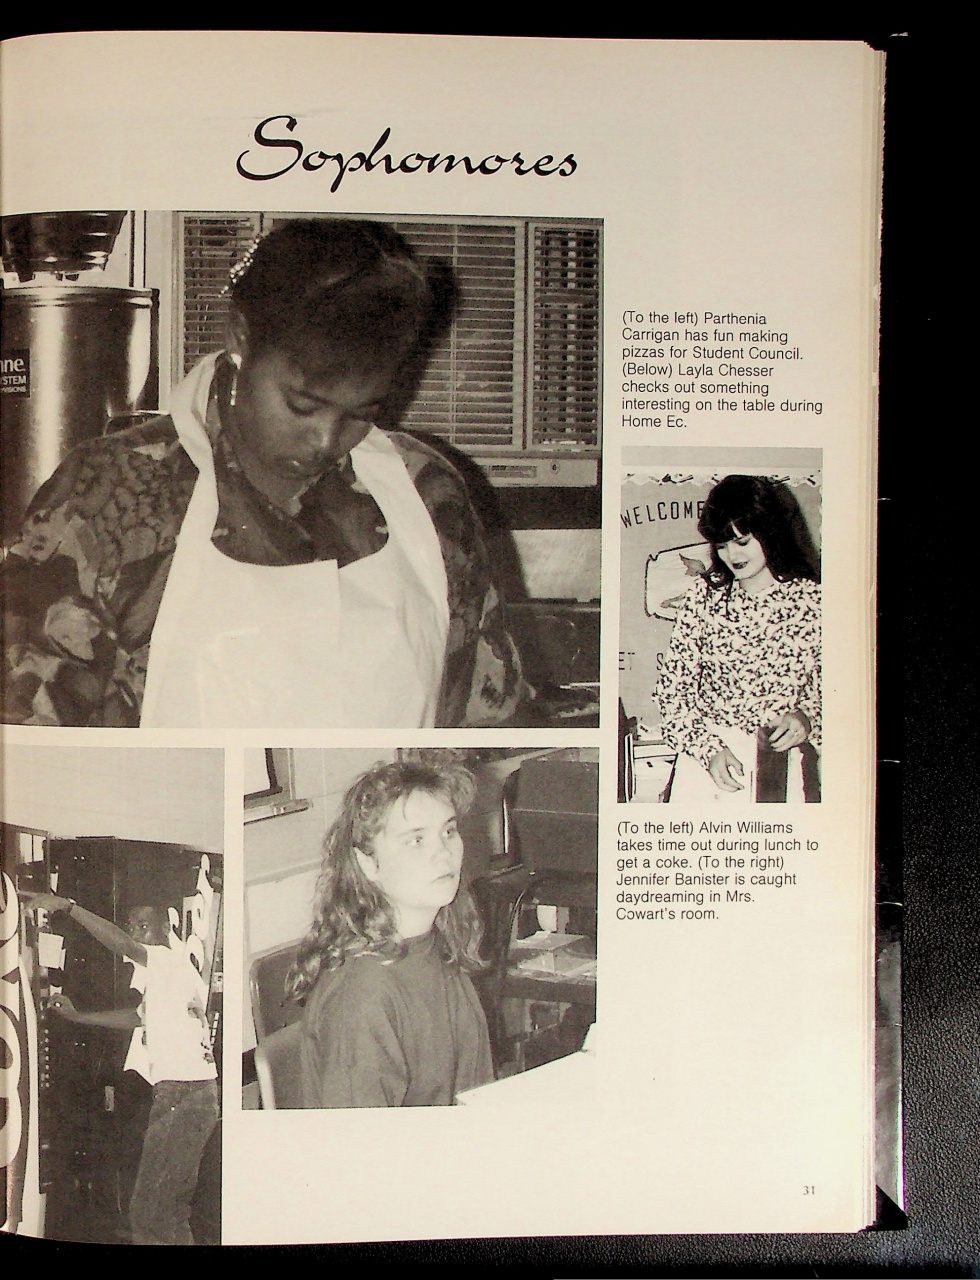 Sophomores
(To the left) Parthenia
Carrigan has fun making
pizzas for Student Council.
(Below) Layla Chesser
checks out something
interesting on the table during
Home Ec.
WELCOME
(To the left) Alvin Williams
takes time out during lunch to
get a coke. (To the right)
Jennifer Banister is caught
daydreaming in Mrs.
Cowart's room.
31